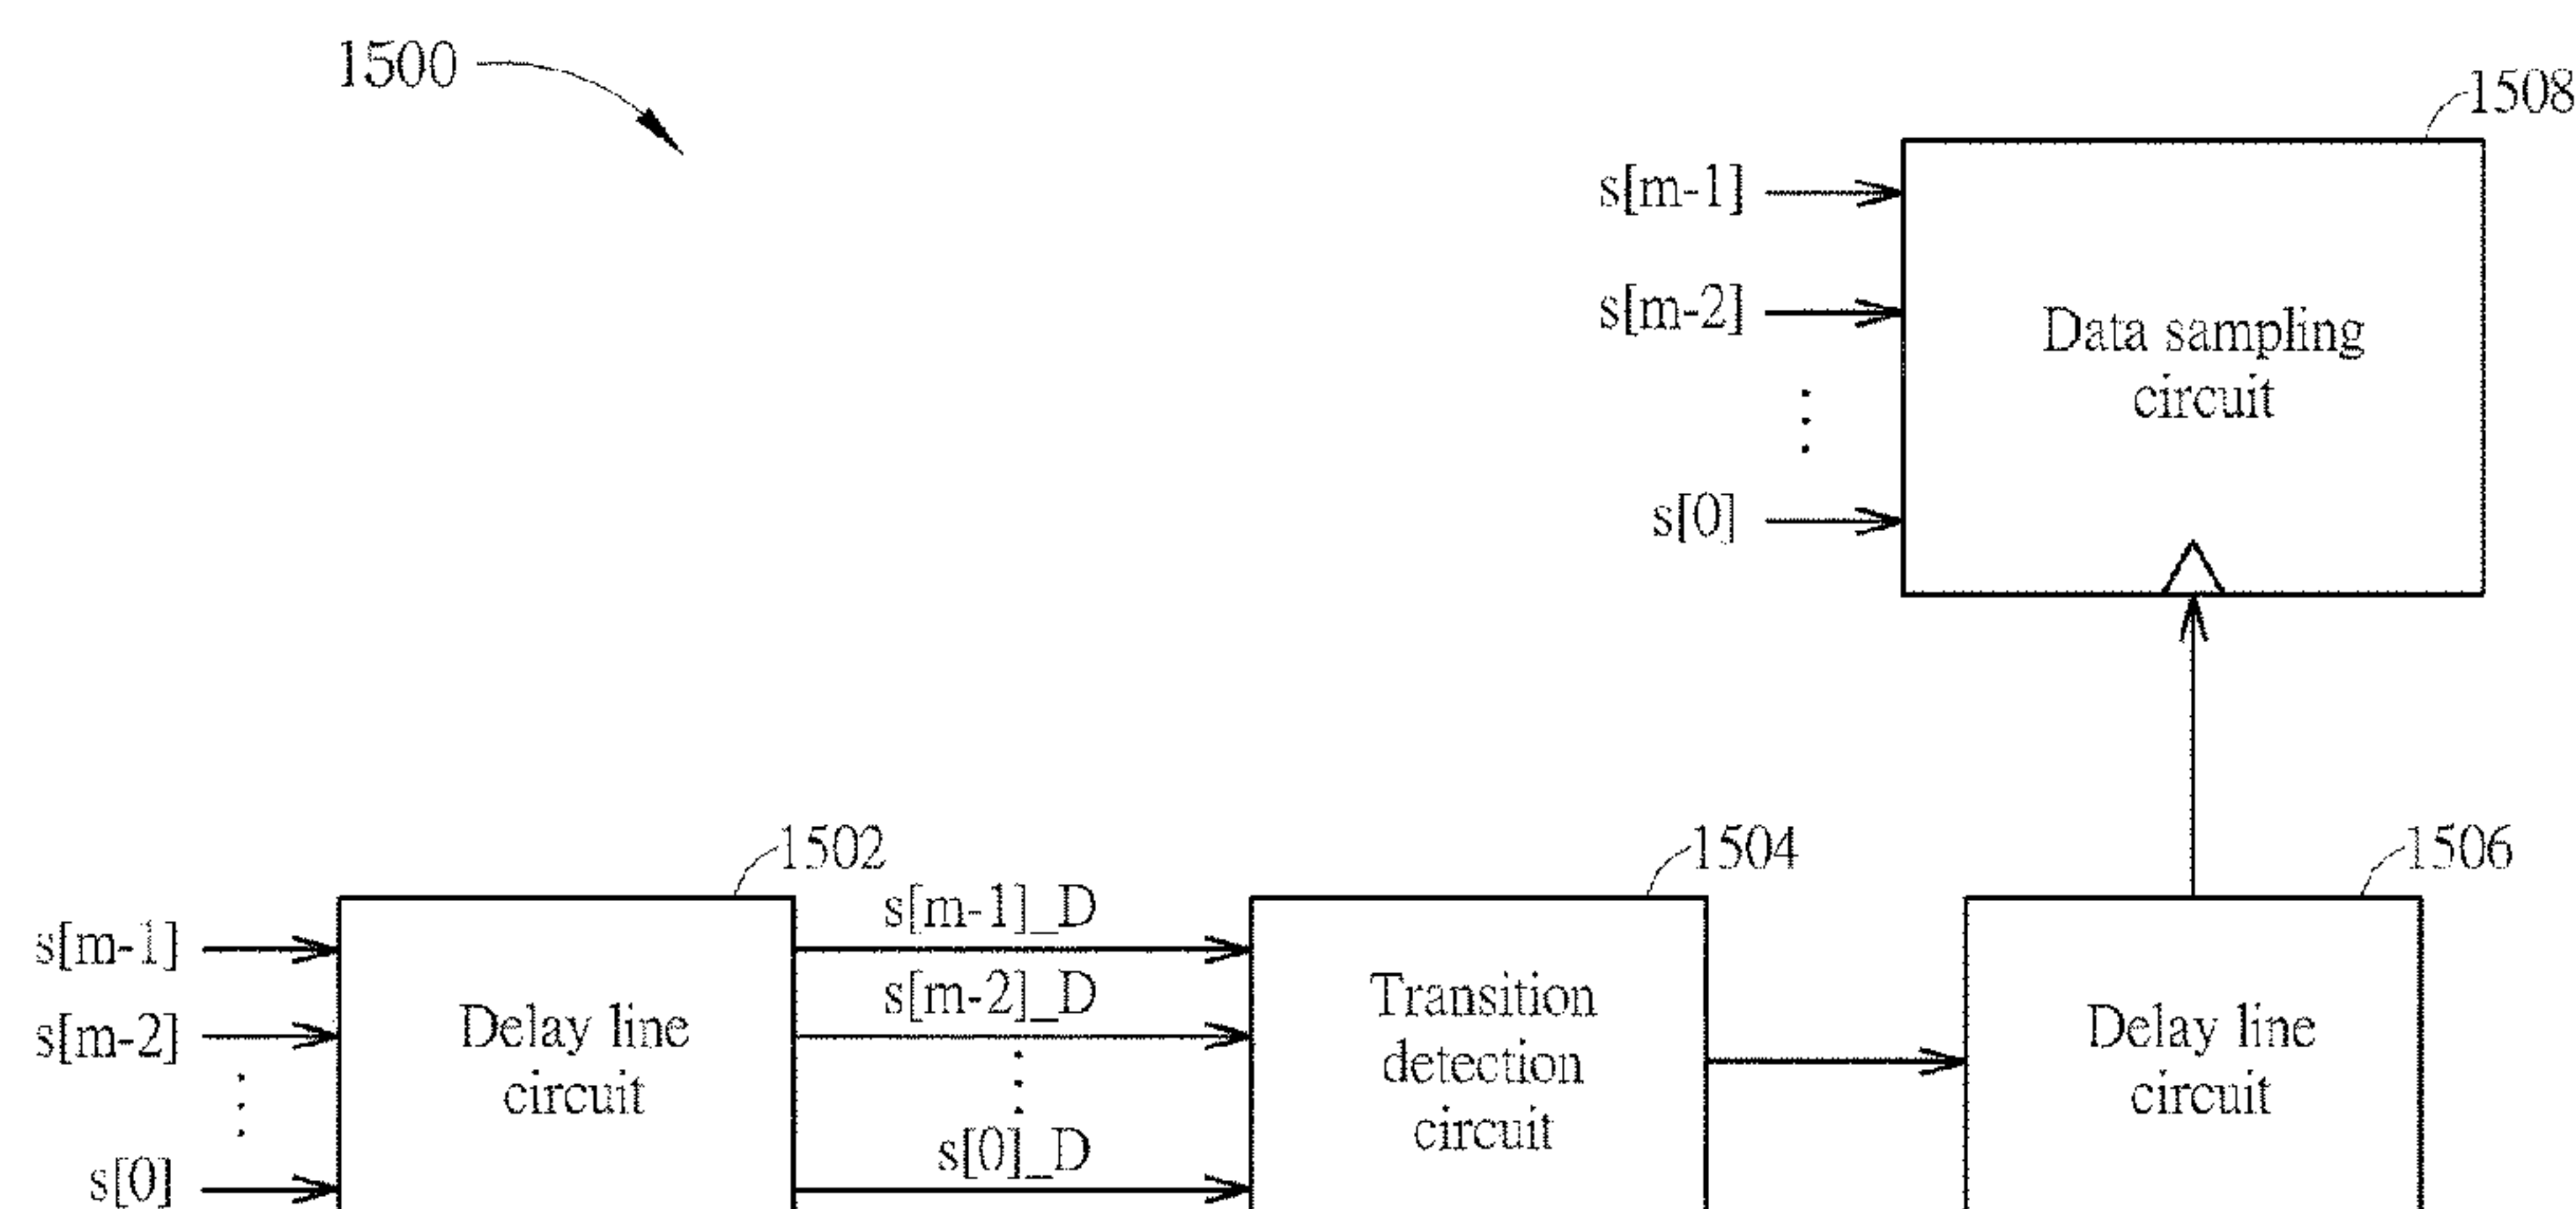 1500
1508
s[m-1]
s[m-2]
s[0]
Data sampling
circuit
1502
1504
1506
s[m-1]
s[m-2]
s[0]
Delay line
circuit
s[m-1]_D
s[m-2]_D
s[0]_D
Transition
detection
circuit
Delay line
circuit